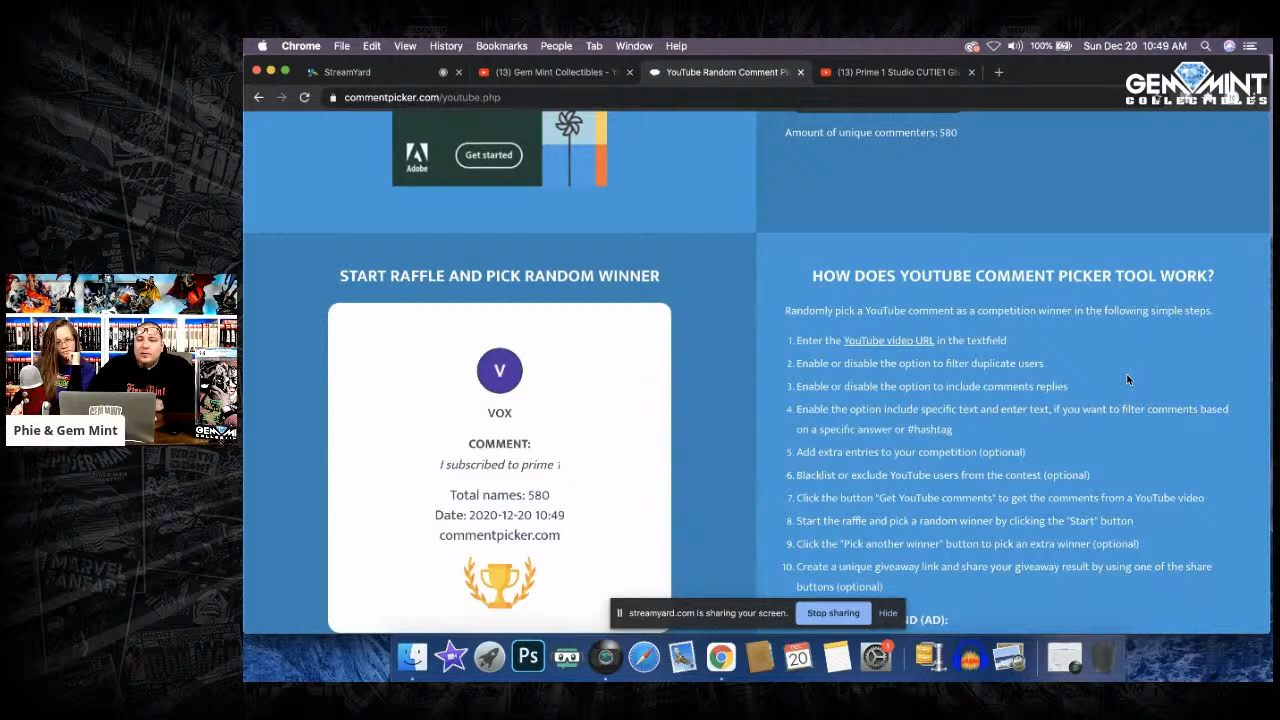 Chrome File Edit View History Bookmarks People Tab Window Help 100% Sun Dec 20 10:49 AM
StreamYard (13) Gem Mint Collectibles - Y YouTube Random Comment Pi (13) Prime 1 Studio CUTIE1 Gi
commentpicker.com/youtube.php
GEM MINT
COLLECTIBLES
Adobe
Get started
Amount of unique commenters: 580
START RAFFLE AND PICK RANDOM WINNER
V
VOX
COMMENT:
I subscribed to prime 1
Total names: 580
Date: 2020-12-20 10:49
commentpicker.com
HOW DOES YOUTUBE COMMENT PICKER TOOL WORK?
Randomly pick a YouTube comment as a competition winner in the following simple steps.
1. Enter the YouTube video URL in the textfield
2. Enable or disable the option to filter duplicate users
3. Enable or disable the option to include comments replies
4. Enable the option include specific text and enter text, if you want to filter comments based
on a specific answer or #hashtag
5. Add extra entries to your competition (optional)
6. Blacklist or exclude YouTube users from the contest (optional)
7. Click the button "Get YouTube comments" to get the comments from a YouTube video
8. Start the raffle and pick a random winner by clicking the "Start" button
9. Click the "Pick another winner" button to pick an extra winner (optional)
10. Create a unique giveaway link and share your giveaway result by using one of the share
buttons (optional)
ND (AD):
streamyard.com is sharing your screen. Stop sharing Hide
Phie & Gem Mint
GEM MINT
Ps
DEC
20
1